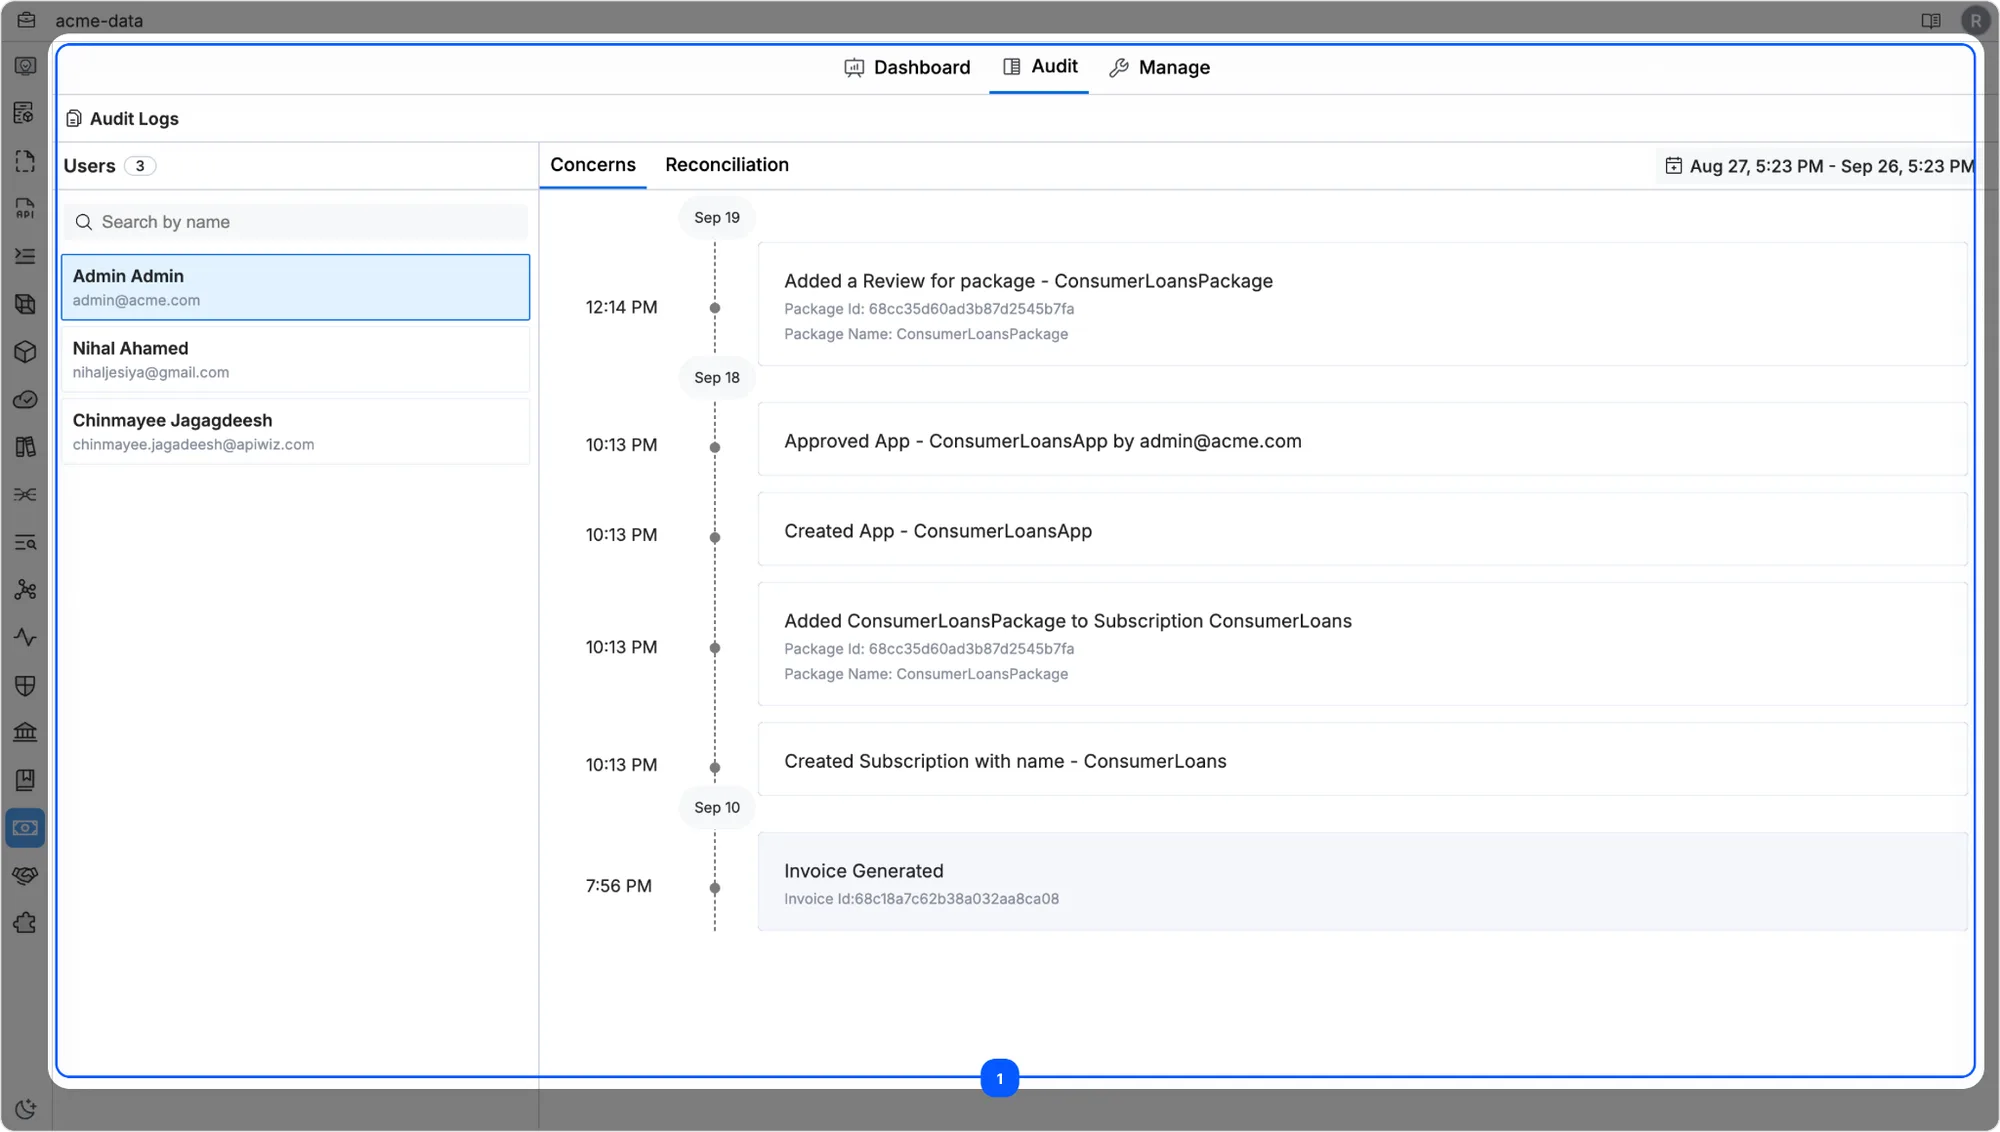 acme-data
R
Dashboard
Audit
Manage
Audit Logs
Users 3
Search by name
Admin Admin
admin@acme.com
Nihal Ahamed
nihaljesiya@gmail.com
Chinmayee Jagagdeesh
chinmayee.jagadeesh@apiwiz.com
Concerns
Reconciliation
Aug 27, 5:23 PM - Sep 26, 5:23 PM
Sep 19
12:14 PM
Added a Review for package - ConsumerLoansPackage
Package Id: 68cc35d60ad3b87d2545b7fa
Package Name: ConsumerLoansPackage
Sep 18
10:13 PM
Approved App - ConsumerLoansApp by admin@acme.com
10:13 PM
Created App - ConsumerLoansApp
10:13 PM
Added ConsumerLoansPackage to Subscription ConsumerLoans
Package Id: 68cc35d60ad3b87d2545b7fa
Package Name: ConsumerLoansPackage
10:13 PM
Created Subscription with name - ConsumerLoans
Sep 10
7:56 PM
Invoice Generated
Invoice Id:68c18a7c62b38a032aa8ca08
1
API